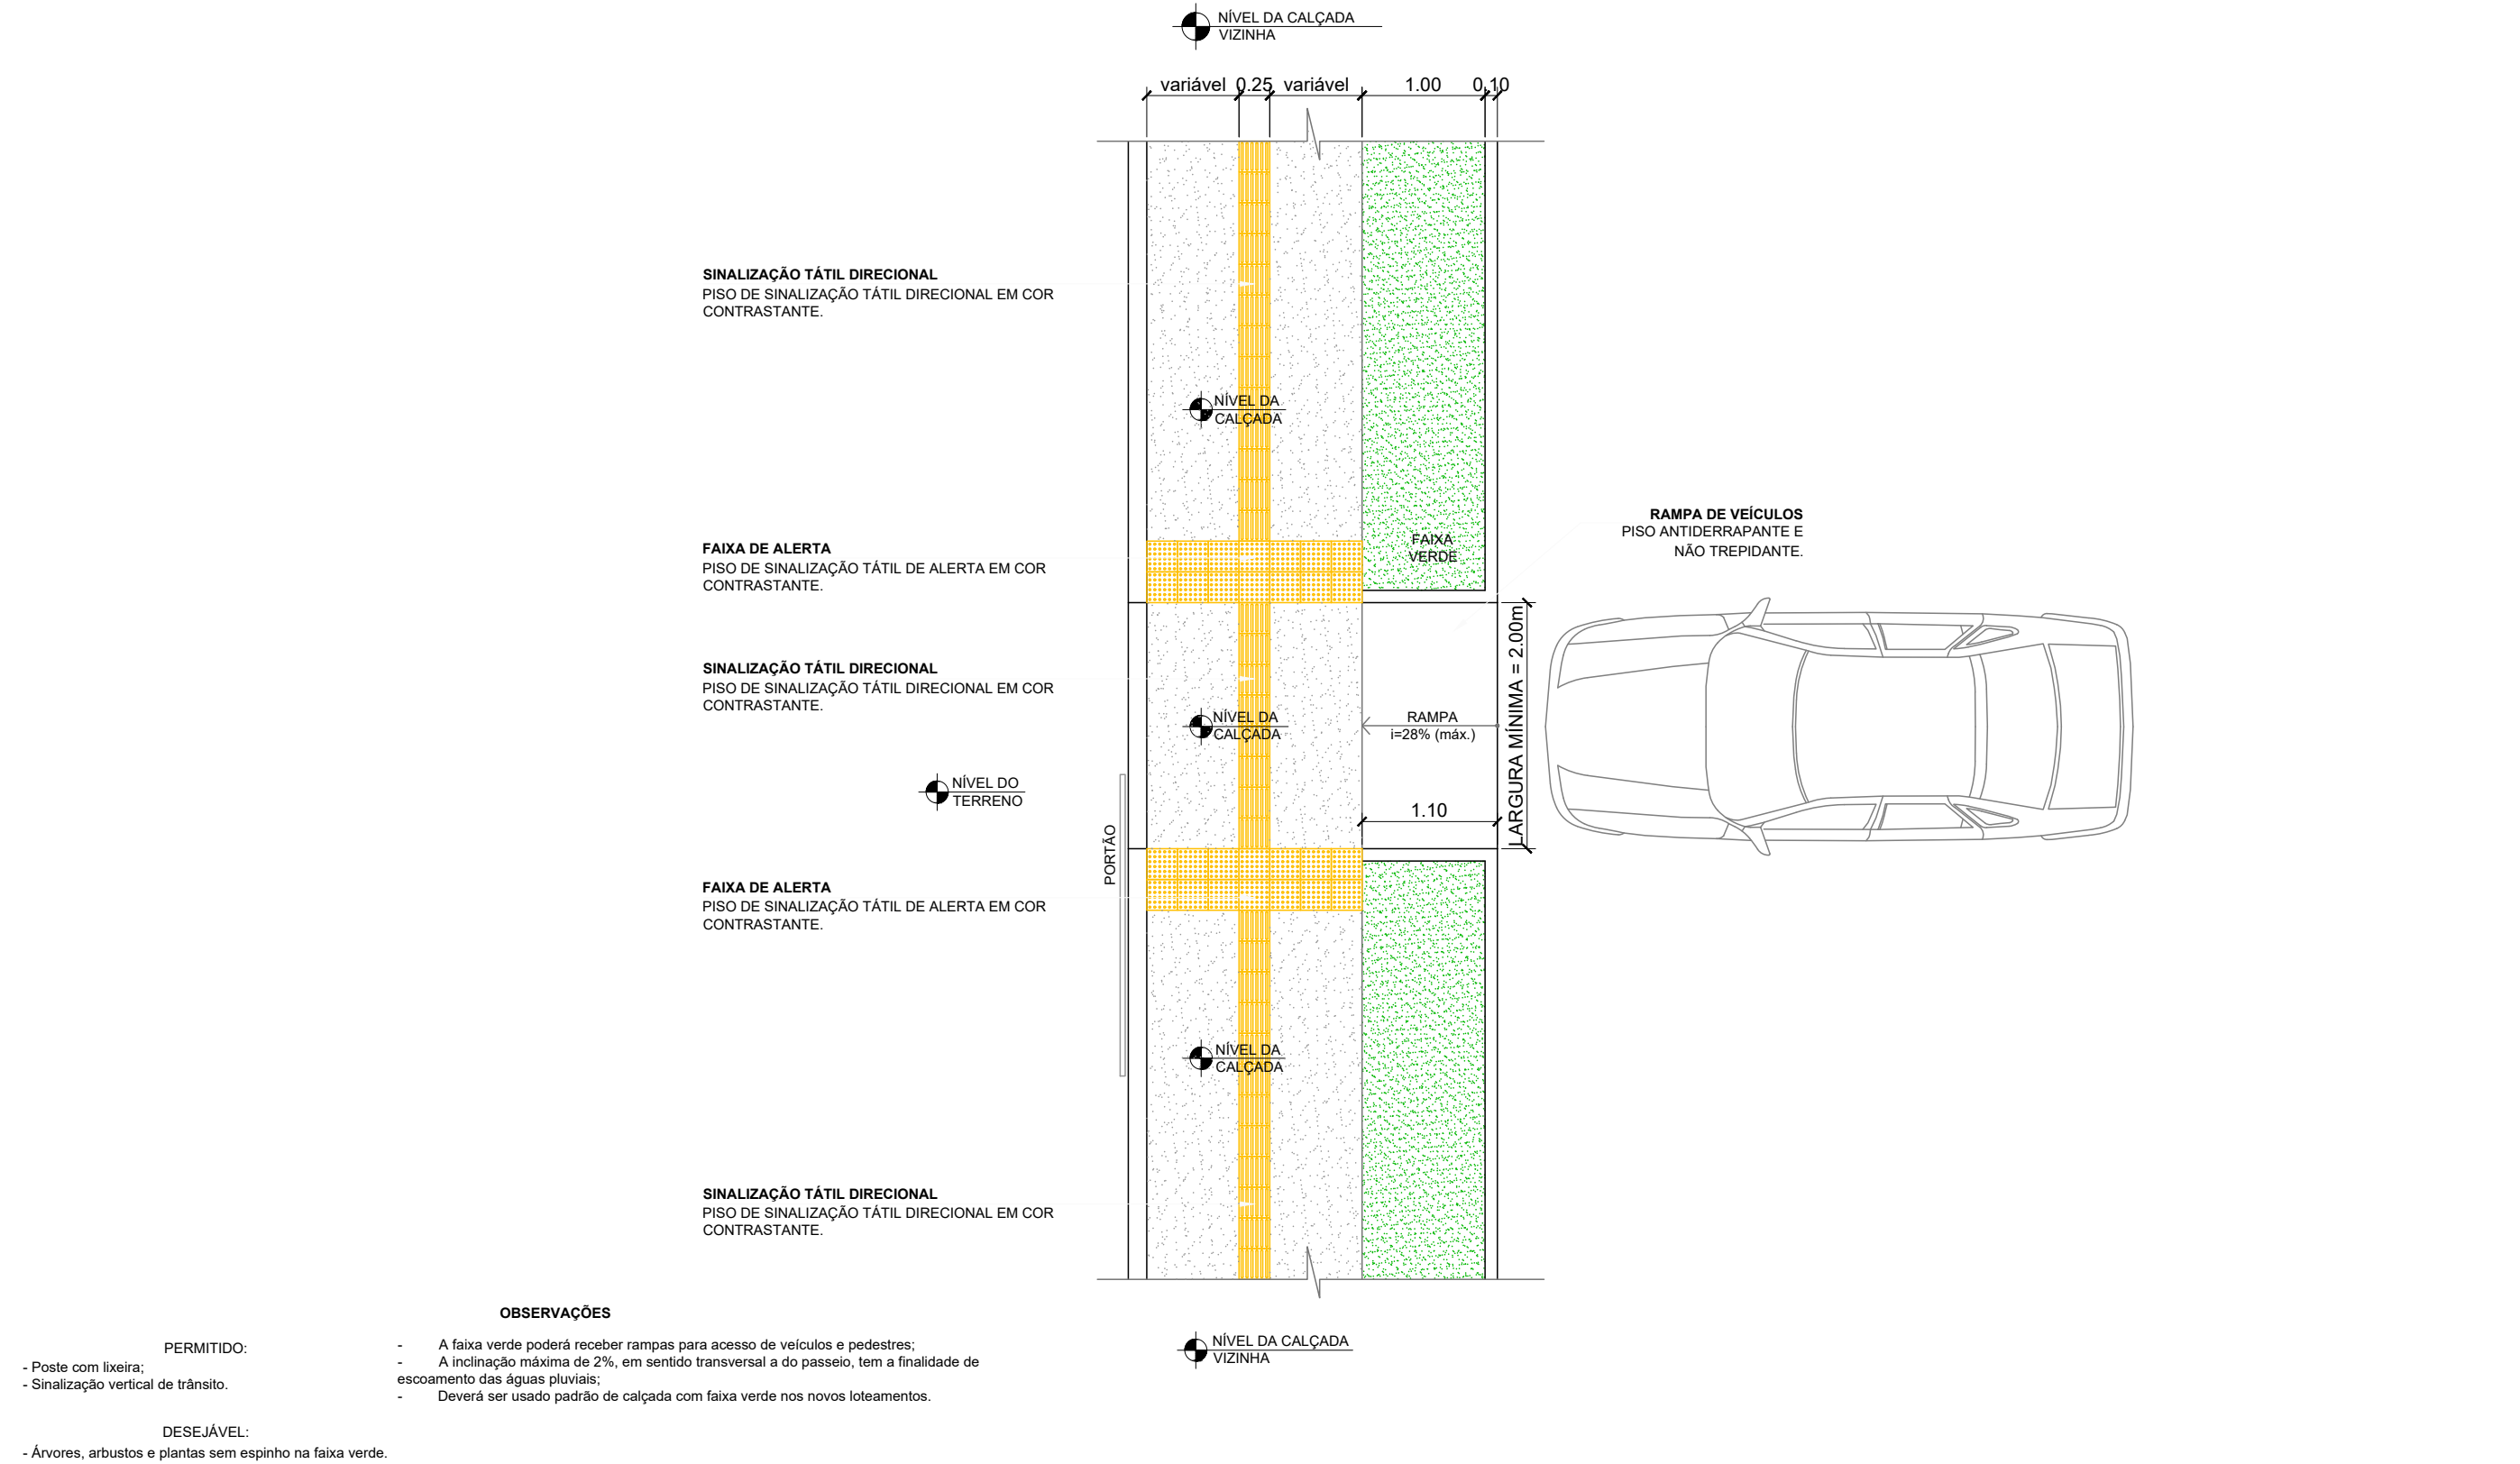 NÍVEL DA CALÇADA
VIZINHA
variável 0.25 variável 1.00 0.10
SINALIZAÇÃO TÁTIL DIRECIONAL
PISO DE SINALIZAÇÃO TÁTIL DIRECIONAL EM COR
CONTRASTANTE.
NÍVEL DA
CALÇADA
RAMPA DE VEÍCULOS
PISO ANTIDERRAPANTE E
NÃO TREPIDANTE.
FAIXA
VERDE
FAIXA DE ALERTA
PISO DE SINALIZAÇÃO TÁTIL DE ALERTA EM COR
CONTRASTANTE.
SINALIZAÇÃO TÁTIL DIRECIONAL
PISO DE SINALIZAÇÃO TÁTIL DIRECIONAL EM COR
CONTRASTANTE.
NÍVEL DA
CALÇADA
RAMPA
i=28% (máx.)
LARGURA MÍNIMA = 2.00m
NÍVEL DO
TERRENO
1.10
PORTÃO
FAIXA DE ALERTA
PISO DE SINALIZAÇÃO TÁTIL DE ALERTA EM COR
CONTRASTANTE.
NÍVEL DA
CALÇADA
SINALIZAÇÃO TÁTIL DIRECIONAL
PISO DE SINALIZAÇÃO TÁTIL DIRECIONAL EM COR
CONTRASTANTE.
NÍVEL DA CALÇADA
VIZINHA
OBSERVAÇÕES
- A faixa verde poderá receber rampas para acesso de veículos e pedestres;
- A inclinação máxima de 2%, em sentido transversal a do passeio, tem a finalidade de
escoamento das águas pluviais;
- Deverá ser usado padrão de calçada com faixa verde nos novos loteamentos.
PERMITIDO:
- Poste com lixeira;
- Sinalização vertical de trânsito.
DESEJÁVEL:
- Árvores, arbustos e plantas sem espinho na faixa verde.